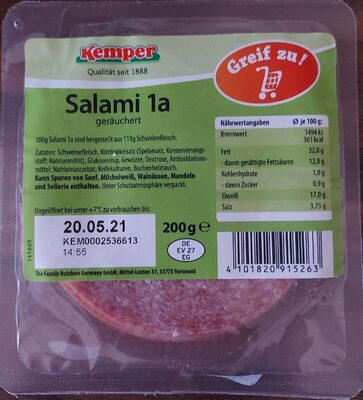 Kemper
Qualität seit 1888
Greif zu!
Salami 1a
geräuchert
100g Salami 1a sind hergestellt aus 111g Schweinefleisch.
Zutaten: Schweinefleisch, Nitritpökelsalz (Speisesalz, Konservierungs-
stoff: Natriumnitrit), Glukosesirup, Gewürze, Dextrose, Antioxidations-
mittel: Natriumascorbat; Reifekulturen, Buchenholzrauch.
Kann Spuren von Senf, Milcheiweiß, Walnüssen, Mandeln
und Sellerie enthalten. Unter Schutzatmosphäre verpackt.
Nährwertangaben Ø je 100g:
Brennwert 1494 kJ
361 kcal
Fett 32,0 g
- davon gesättigte Fettsäuren 12,8 g
Kohlenhydrate 1,0 g
- davon Zucker 0,9 g
Eiweiß 17,0 g
Salz 3,75 g
Ungeöffnet bei unter +7°C zu verbrauchen bis:
20.05.21
KEM0002536613
14:55
200g e
DE
EV 27
EG
4 101820 915263
The Family Butchers Germany GmbH, Mittel-Loxten 37, 33775 Versmold